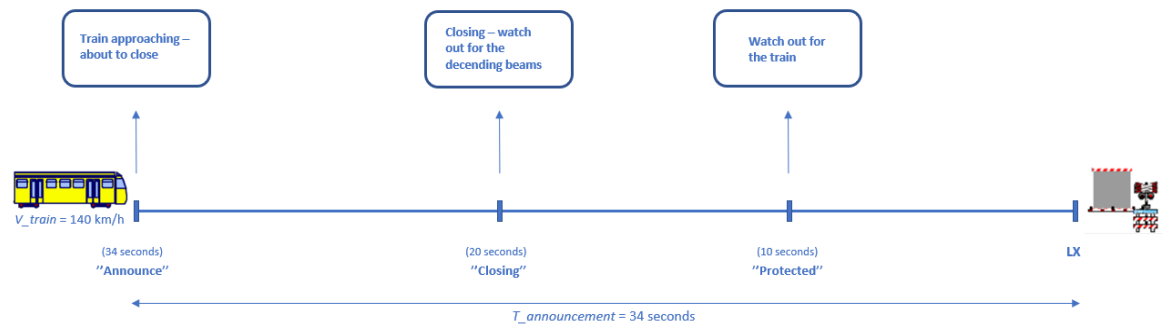 Train approaching –
about to close
Closing – watch
out for the
decending beams
Watch out for
the train
V_train = 140 km/h
(34 seconds)
"Announce"
(20 seconds)
"Closing"
(10 seconds)
"Protected"
LX
T_announcement = 34 seconds